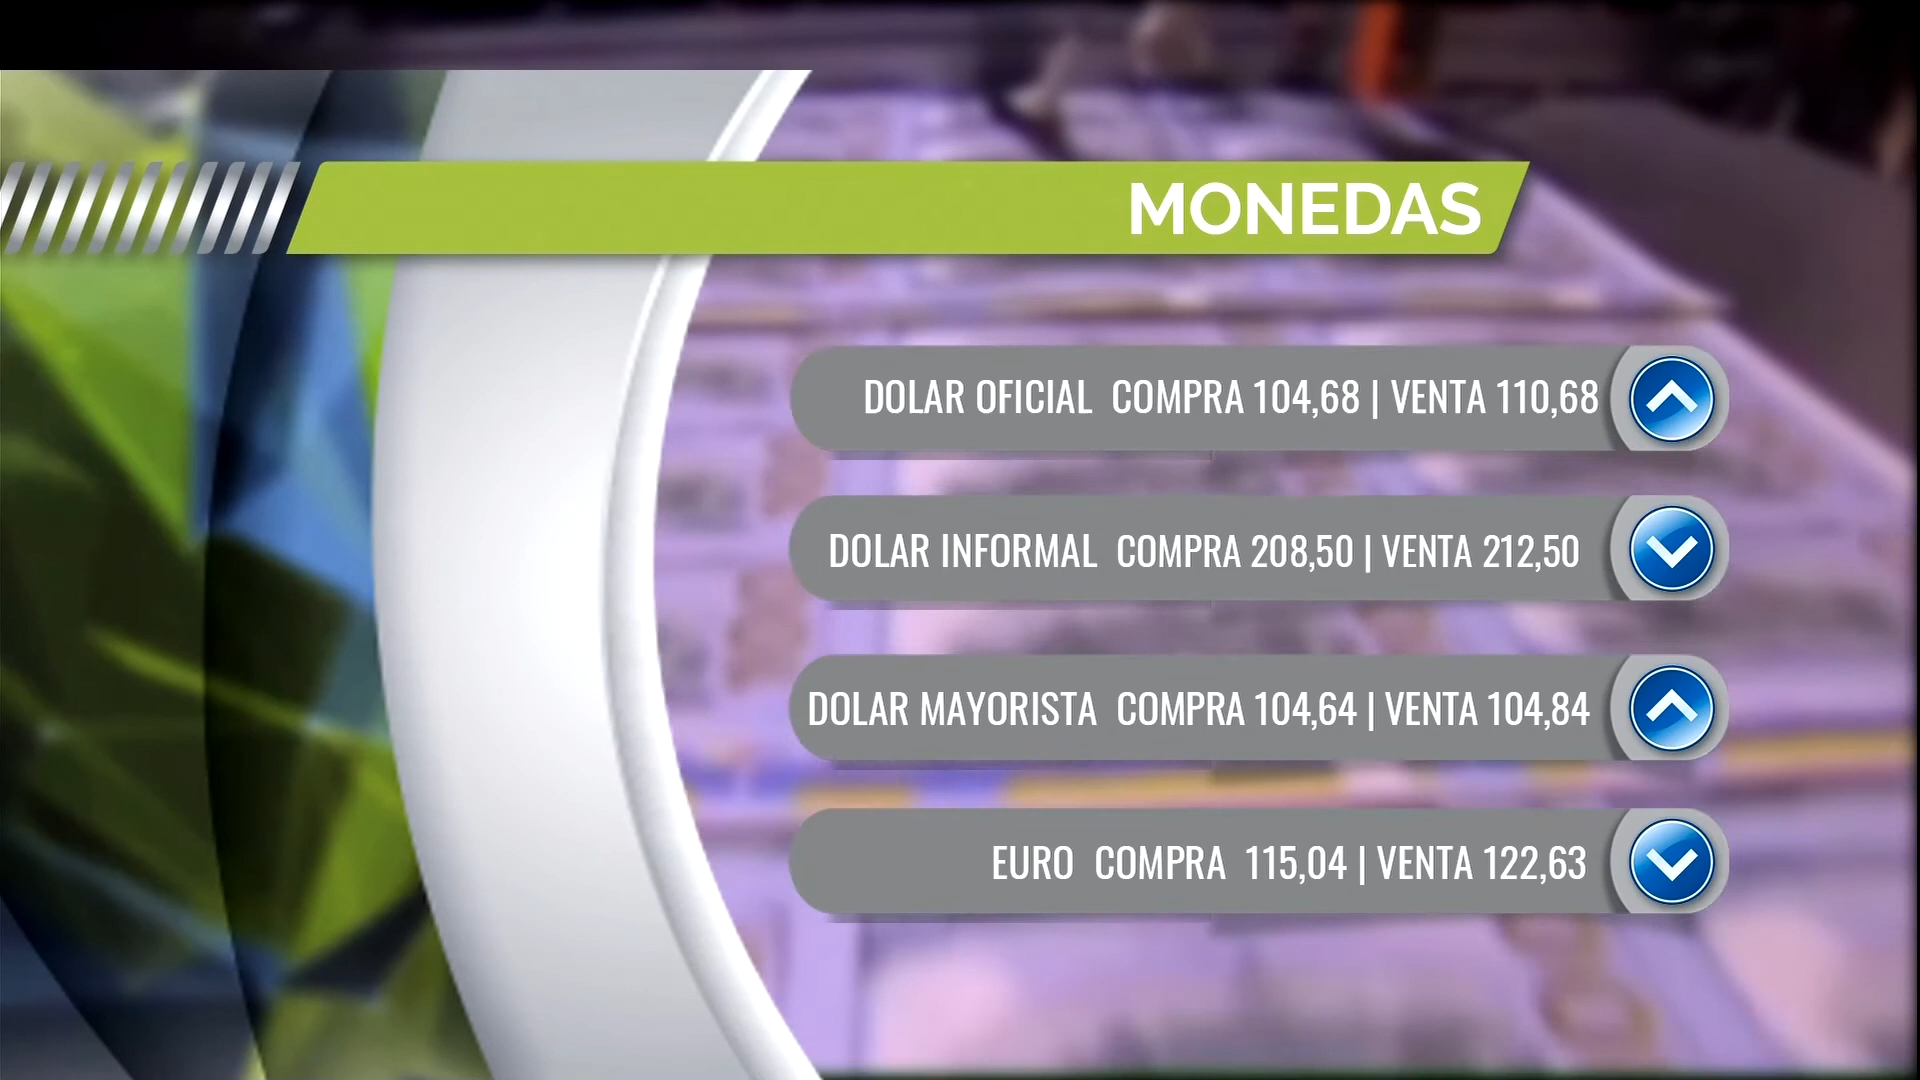 MONEDAS
DOLAR OFICIAL COMPRA 104,68 | VENTA 110,68
DOLAR INFORMAL COMPRA 208,50 | VENTA 212,50
DOLAR MAYORISTA COMPRA 104,64 | VENTA 104,84
EURO COMPRA 115,04 | VENTA 122,63